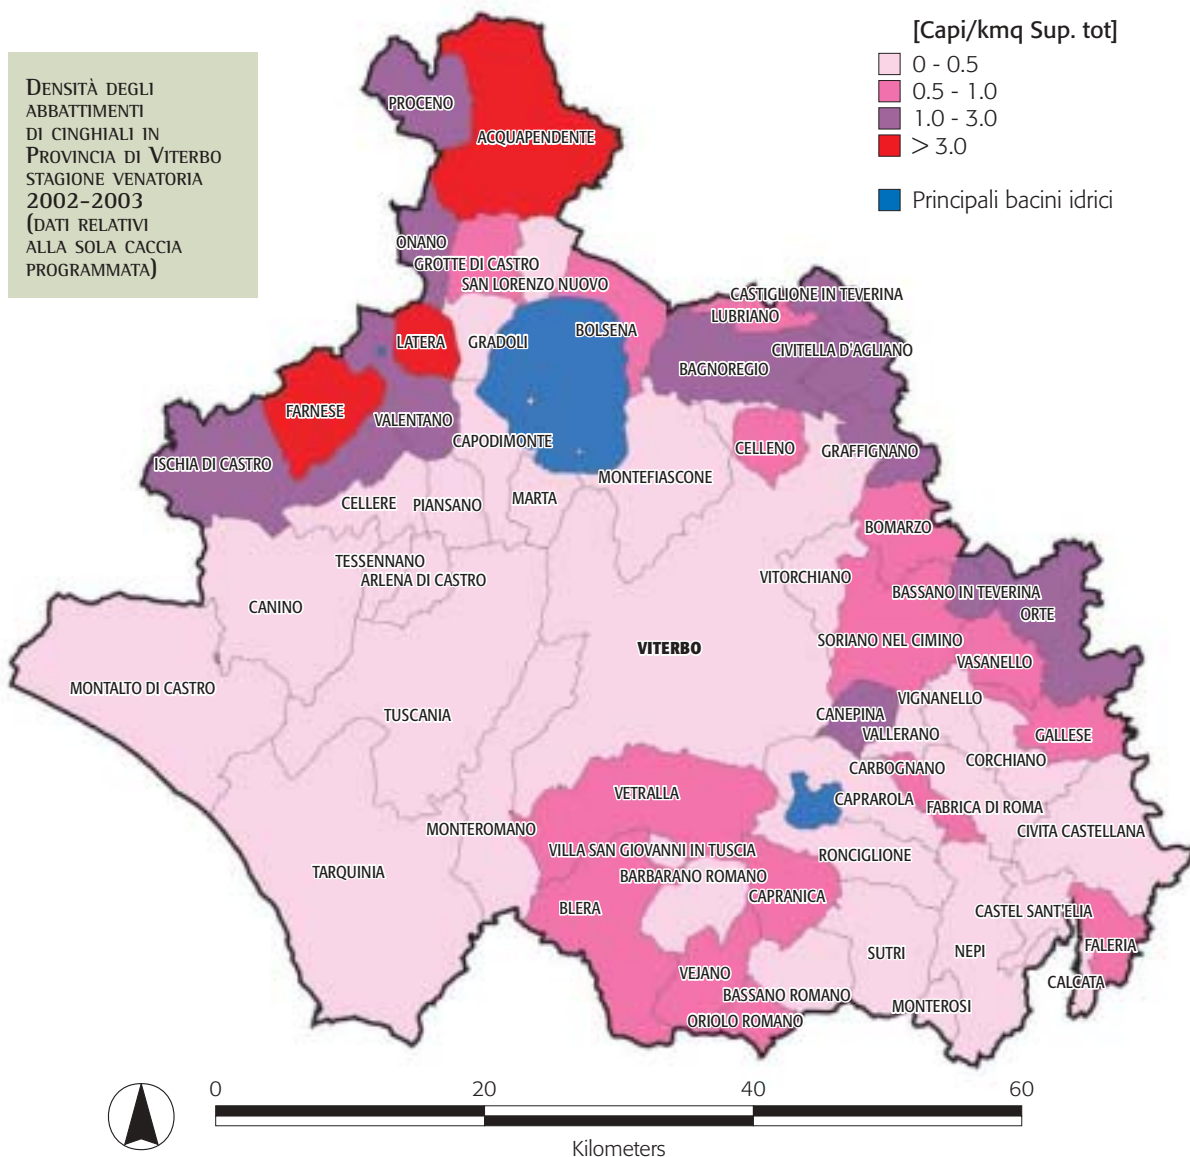 DENSITÀ DEGLI
ABBATTIMENTI
DI CINGHIALI IN
PROVINCIA DI VITERBO
STAGIONE VENATORIA
2002-2003
(DATI RELATIVI
ALLA SOLA CACCIA
PROGRAMMATA)
[Capi/kmq Sup. tot]
0 - 0.5
0.5 - 1.0
1.0 - 3.0
> 3.0
Principali bacini idrici
PROCENO
ACQUAPENDENTE
ONANO
GROTTE DI CASTRO
SAN LORENZO NUOVO
CASTIGLIONE IN TEVERINA
LUBRIANO
BOLSENA
LATERA
GRADOLI
CIVITELLA D'AGLIANO
BAGNOREGIO
FARNESE
VALENTANO
CAPODIMONTE
CELLENO
GRAFFIGNANO
ISCHIA DI CASTRO
MONTEFIASCONE
CELLERE
PIANSANO
MARTA
BOMARZO
TESSENNANO
ARLENA DI CASTRO
VITORCHIANO
BASSANO IN TEVERINA
CANINO
ORTE
VITERBO
SORIANO NEL CIMINO
VASANELLO
MONTALTO DI CASTRO
VIGNANELLO
TUSCANIA
CANEPINA
VALLERANO
GALLESE
CORCHIANO
CARBOGNANO
VETRALLA
CAPRAROLA
FABRICA DI ROMA
MONTEROMANO
CIVITA CASTELLANA
VILLA SAN GIOVANNI IN TUSCIA
RONCIGLIONE
TARQUINIA
BARBARANO ROMANO
CAPRANICA
BLERA
CASTEL SANT'ELIA
FALERIA
SUTRI
NEPI
VEJANO
CALCATA
BASSANO ROMANO
MONTEROSI
ORIOLO ROMANO
0
20
40
60
Kilometers